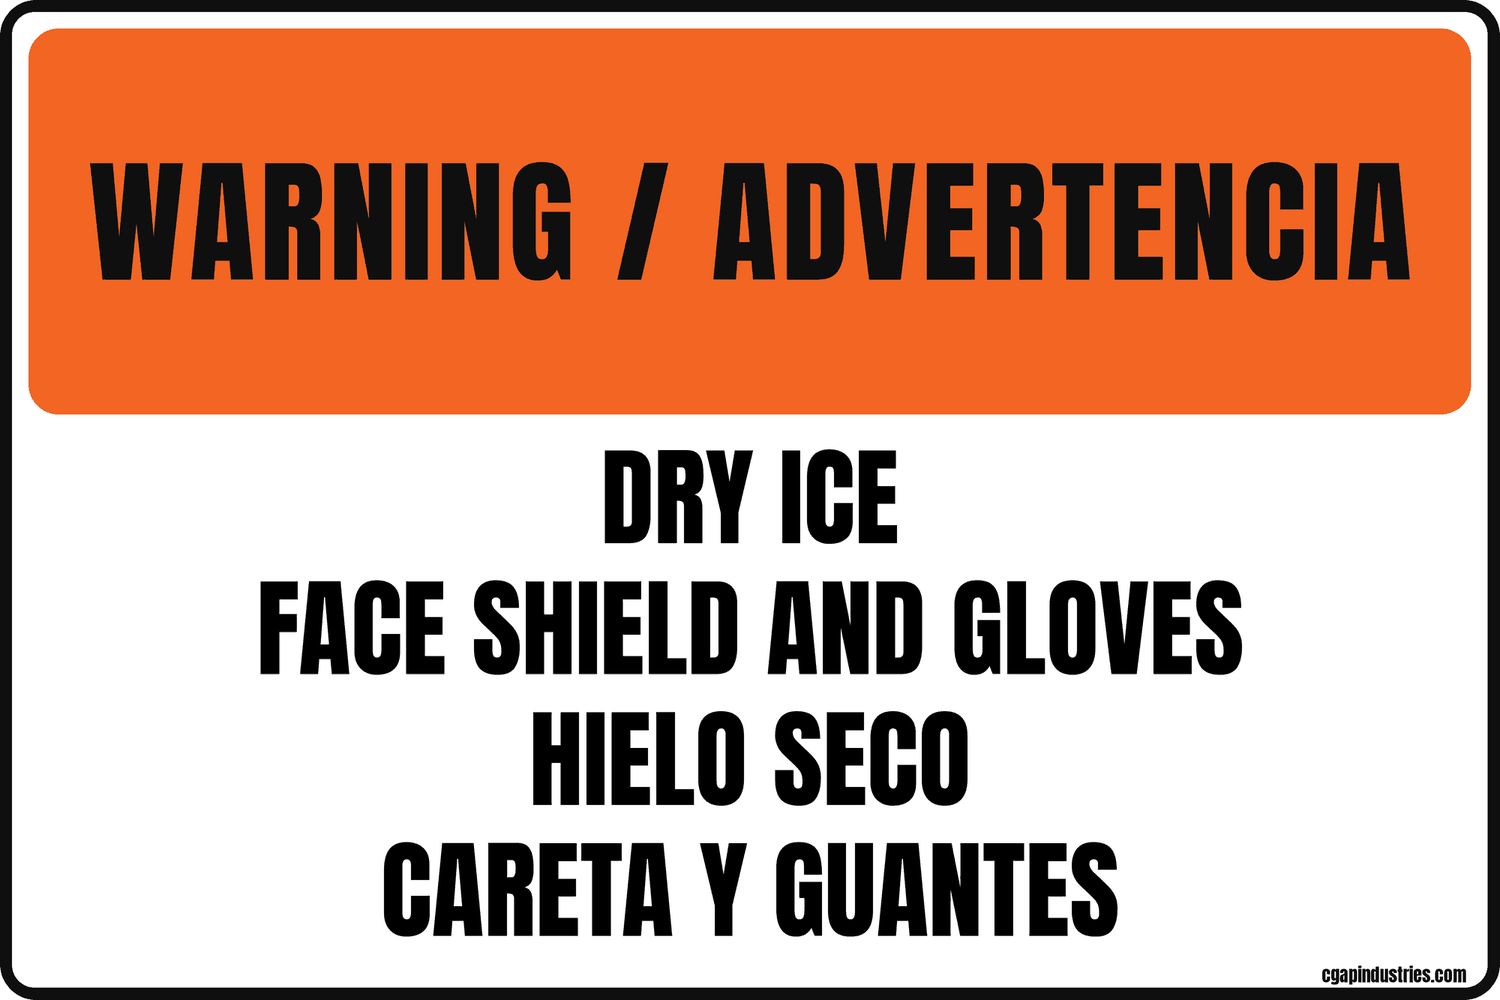 WARNING / ADVERTENCIA
DRY ICE
FACE SHIELD AND GLOVES
HIELO SECO
CARETA Y GUANTES
cgapindustries.com